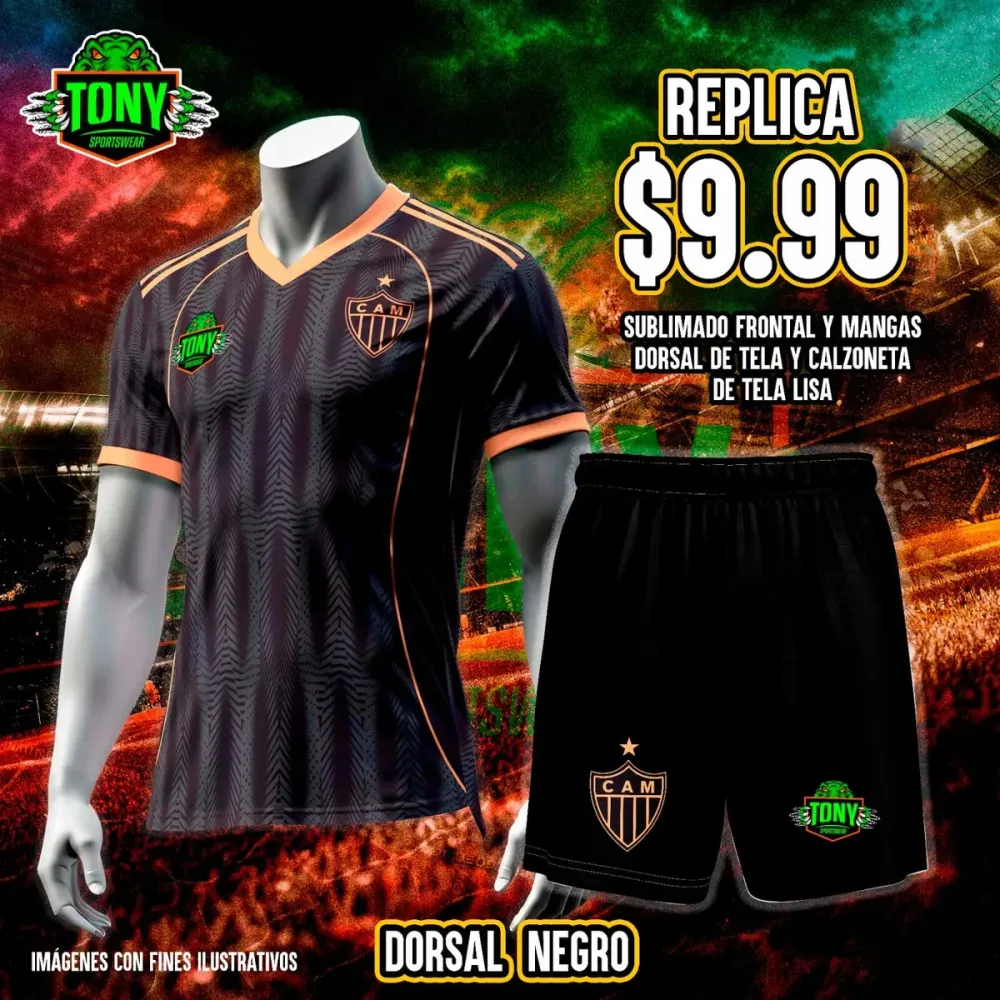 TONY
SPORTSWEAR
REPLICA
$9.99
SUBLIMADO FRONTAL Y MANGAS
DORSAL DE TELA Y CALZONETA
DE TELA LISA
TONY
CAM
CAM
TONY
SPORTSWEAR
DORSAL NEGRO
IMÁGENES CON FINES ILUSTRATIVOS